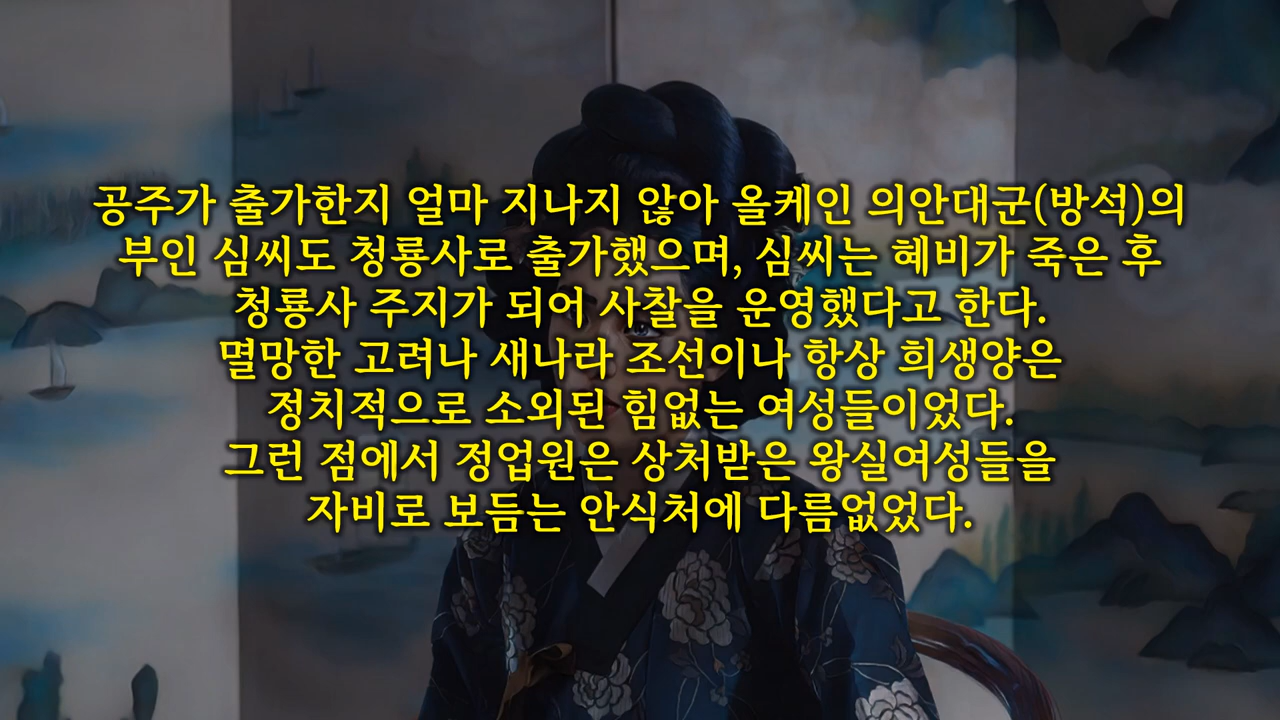 공주가 출가한지 얼마 지나지 않아 올케인 의안대군(방석)의
부인 심씨도 청룡사로 출가했으며, 심씨는 혜비가 죽은 후
청룡사 주지가 되어 사찰을 운영했다고 한다.
멸망한 고려나 새나라 조선이나 항상 희생양은
정치적으로 소외된 힘없는 여성들이었다.
그런 점에서 정업원은 상처받은 왕실여성들을
자비로 보듬는 안식처에 다름없었다.